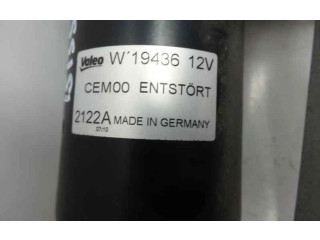 Valeo W'19436 12V
CEM00 ENTSTÖRT
2122A MADE IN GERMANY